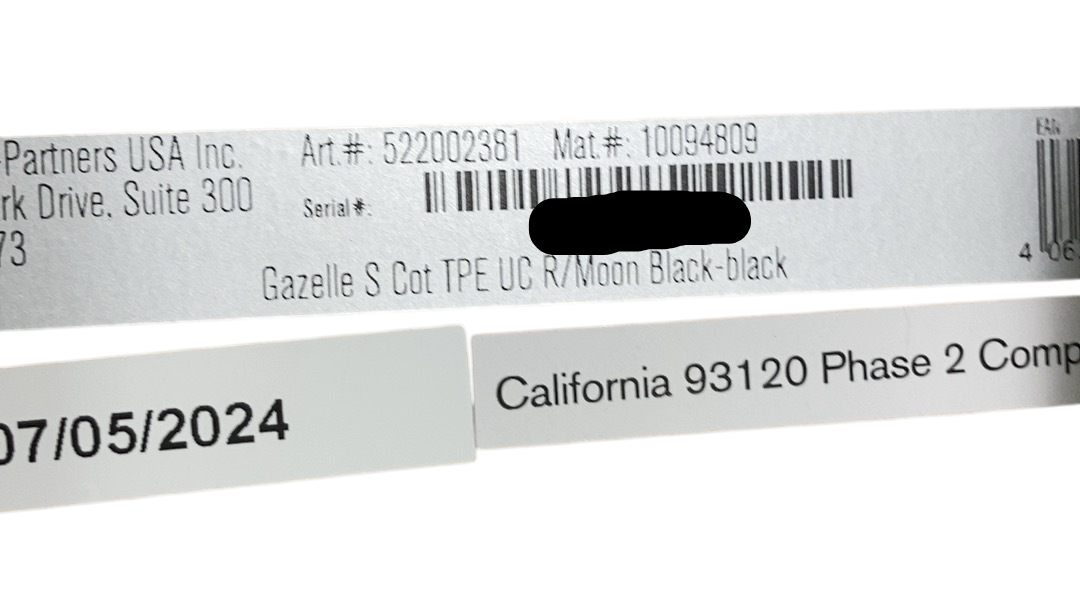 Partners USA Inc.
rk Drive, Suite 300
73
Art.#: 522002381 Mat.#: 10094809
Serial#:
Gazelle S Cot TPE UC R/Moon Black-black
EAN
4 06
07/05/2024
California 93120 Phase 2 Comp